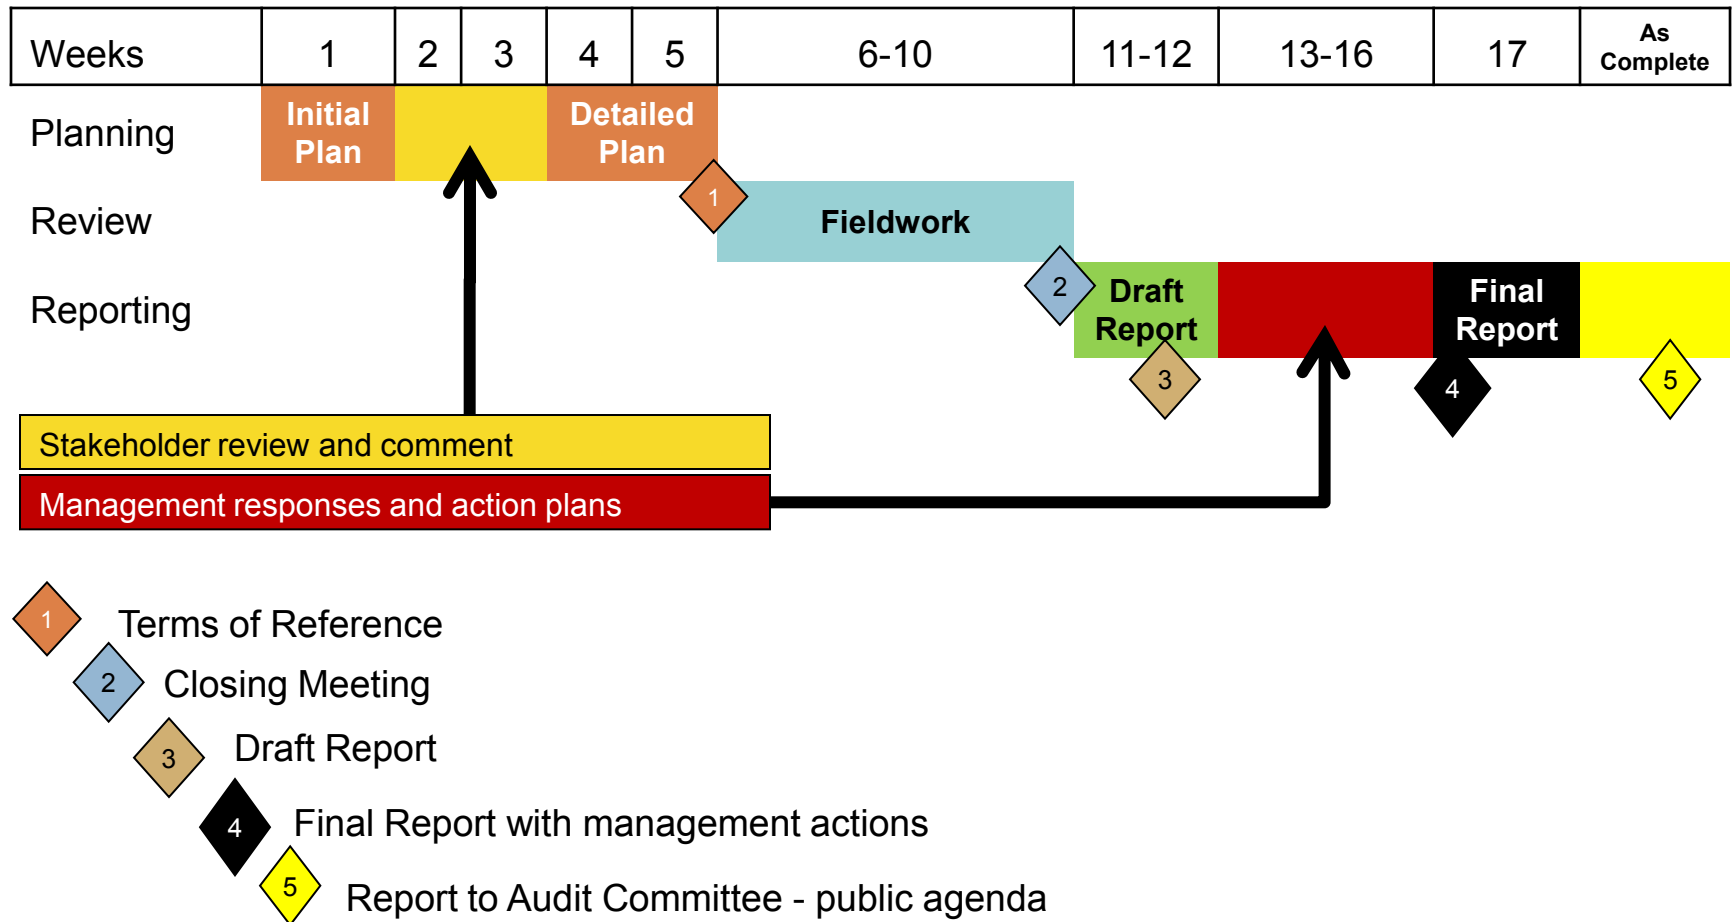 Weeks 1 2 3 4 5 6-10 11-12 13-16 17 As
Complete
Planning
Initial
Plan
Detailed
Plan
1
Review
Fieldwork
2
Reporting
Draft
Report
Final
Report
3
4
5
Stakeholder review and comment
Management responses and action plans
1 Terms of Reference
2 Closing Meeting
3 Draft Report
4 Final Report with management actions
5 Report to Audit Committee - public agenda